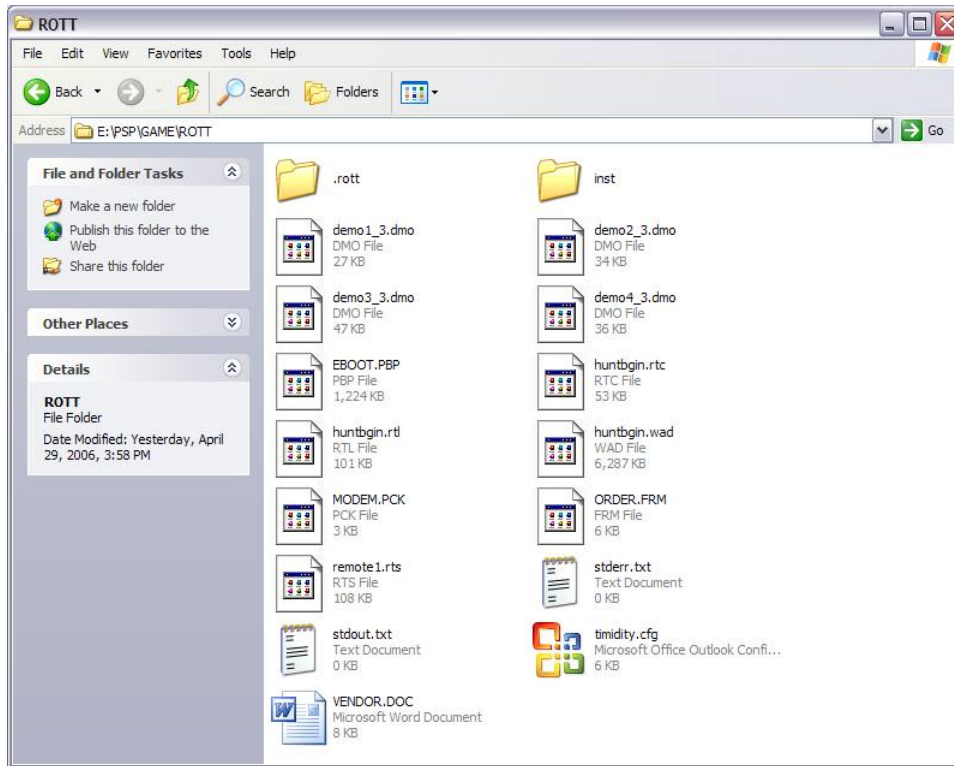 ROTT
File Edit View Favorites Tools Help
Back Search Folders
Address E:\PSP\GAME\ROTT Go
File and Folder Tasks
Make a new folder
Publish this folder to the
Web
Share this folder
Other Places
Details
ROTT
File Folder
Date Modified: Yesterday, April
29, 2006, 3:58 PM
.rott
inst
demo1_3.dmo
DMO File
27 KB
demo2_3.dmo
DMO File
34 KB
demo3_3.dmo
DMO File
47 KB
demo4_3.dmo
DMO File
36 KB
EBOOT.PBP
PBP File
1,224 KB
huntbgin.rtc
RTC File
53 KB
huntbgin.rtl
RTL File
101 KB
huntbgin.wad
WAD File
6,287 KB
MODEM.PCK
PCK File
3 KB
ORDER.FRM
FRM File
6 KB
remote1.rts
RTS File
108 KB
stderr.txt
Text Document
0 KB
stdout.txt
Text Document
0 KB
timidity.cfg
Microsoft Office Outlook Confi...
6 KB
VENDOR.DOC
Microsoft Word Document
8 KB